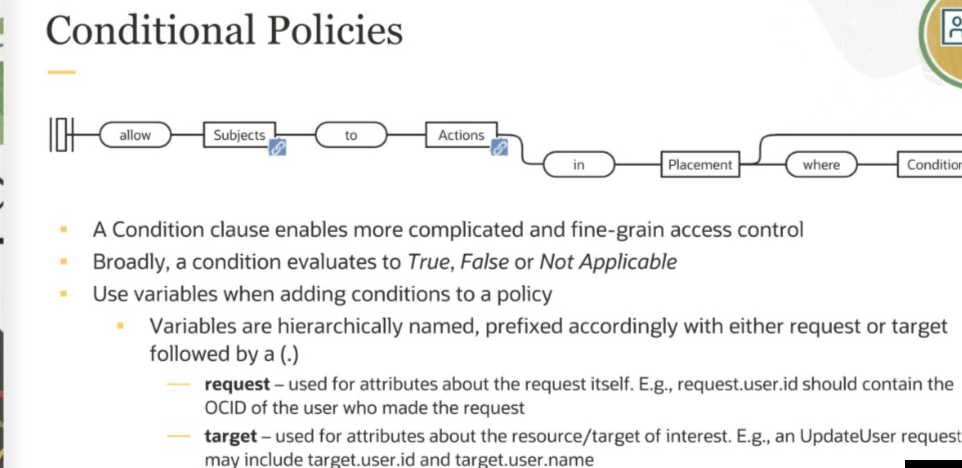 Conditional Policies
allow Subjects to Actions
in Placement where Condition
A Condition clause enables more complicated and fine-grain access control
Broadly, a condition evaluates to True, False or Not Applicable
Use variables when adding conditions to a policy
Variables are hierarchically named, prefixed accordingly with either request or target
followed by a (.)
request – used for attributes about the request itself. E.g., request.user.id should contain the
OCID of the user who made the request
target – used for attributes about the resource/target of interest. E.g., an UpdateUser request
may include target.user.id and target.user.name